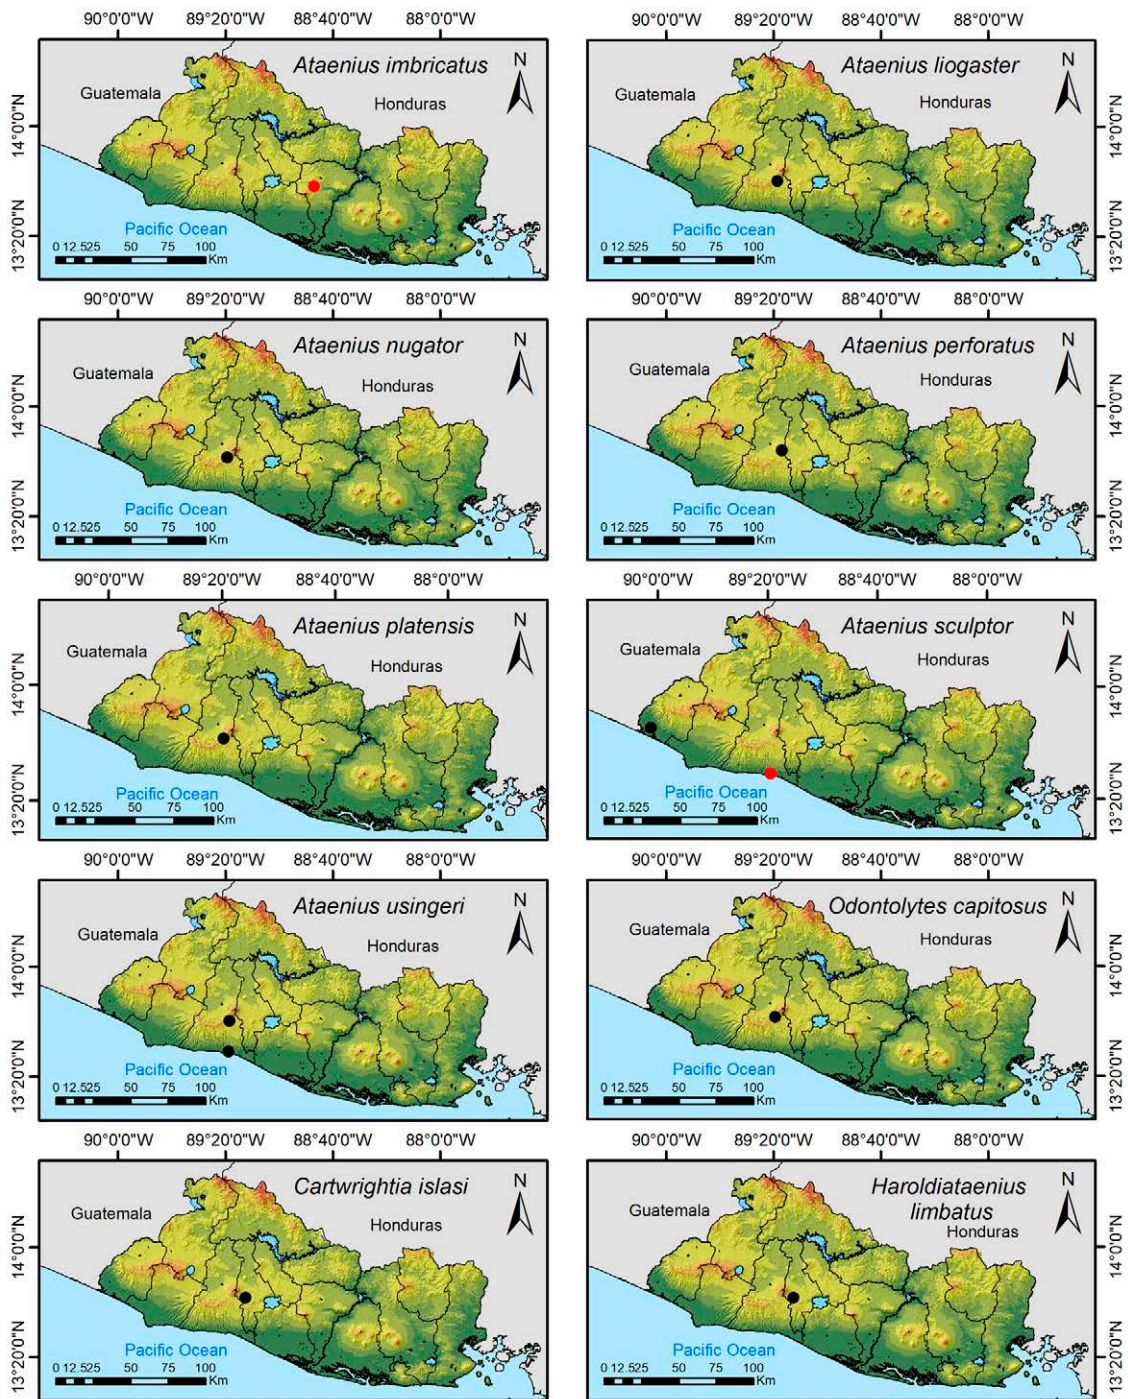 90°0'0"W 89°20'0"W 88°40'0"W 88°0'0"W
Ataenius imbricatus
N
Guatemala
Honduras
14°0'0"N
13°20'0"N
Pacific Ocean
0 12.525 50 75 100
Km
90°0'0"W 89°20'0"W 88°40'0"W 88°0'0"W
Ataenius liogaster
N
Guatemala
Honduras
14°0'0"N
13°20'0"N
Pacific Ocean
0 12.525 50 75 100
Km
90°0'0"W 89°20'0"W 88°40'0"W 88°0'0"W
Ataenius nugator
N
Guatemala
Honduras
14°0'0"N
13°20'0"N
Pacific Ocean
0 12.525 50 75 100
Km
90°0'0"W 89°20'0"W 88°40'0"W 88°0'0"W
Ataenius perforatus
N
Guatemala
Honduras
14°0'0"N
13°20'0"N
Pacific Ocean
0 12.525 50 75 100
Km
90°0'0"W 89°20'0"W 88°40'0"W 88°0'0"W
Ataenius platensis
N
Guatemala
Honduras
14°0'0"N
13°20'0"N
Pacific Ocean
0 12.525 50 75 100
Km
90°0'0"W 89°20'0"W 88°40'0"W 88°0'0"W
Ataenius sculptor
N
Guatemala
Honduras
14°0'0"N
13°20'0"N
Pacific Ocean
0 12.525 50 75 100
Km
90°0'0"W 89°20'0"W 88°40'0"W 88°0'0"W
Ataenius usingeri
N
Guatemala
Honduras
14°0'0"N
13°20'0"N
Pacific Ocean
0 12.525 50 75 100
Km
90°0'0"W 89°20'0"W 88°40'0"W 88°0'0"W
Odontolytes capitosus
N
Guatemala
Honduras
14°0'0"N
13°20'0"N
Pacific Ocean
0 12.525 50 75 100
Km
90°0'0"W 89°20'0"W 88°40'0"W 88°0'0"W
Cartwrightia islasi
N
Guatemala
Honduras
14°0'0"N
13°20'0"N
Pacific Ocean
0 12.525 50 75 100
Km
90°0'0"W 89°20'0"W 88°40'0"W 88°0'0"W
Haroldiataenius
limbatus
N
Guatemala
Honduras
14°0'0"N
13°20'0"N
Pacific Ocean
0 12.525 50 75 100
Km